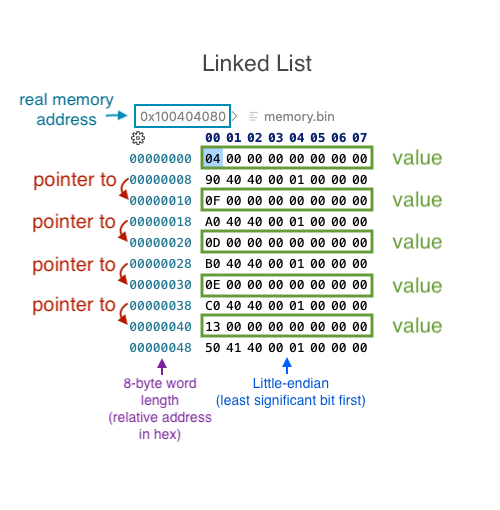 Linked List
real memory
address
0x100404080
memory.bin
00 01 02 03 04 05 06 07
00000000 04 00 00 00 00 00 00 00 value
00000008 90 40 40 00 01 00 00 00
pointer to
00000010 0F 00 00 00 00 00 00 00 value
00000018 A0 40 40 00 01 00 00 00
pointer to
00000020 0D 00 00 00 00 00 00 00 value
00000028 B0 40 40 00 01 00 00 00
pointer to
00000030 0E 00 00 00 00 00 00 00 value
00000038 C0 40 40 00 01 00 00 00
pointer to
00000040 13 00 00 00 00 00 00 00 value
00000048 50 41 40 00 01 00 00 00
8-byte word
length
(relative address
in hex)
Little-endian
(least significant bit first)